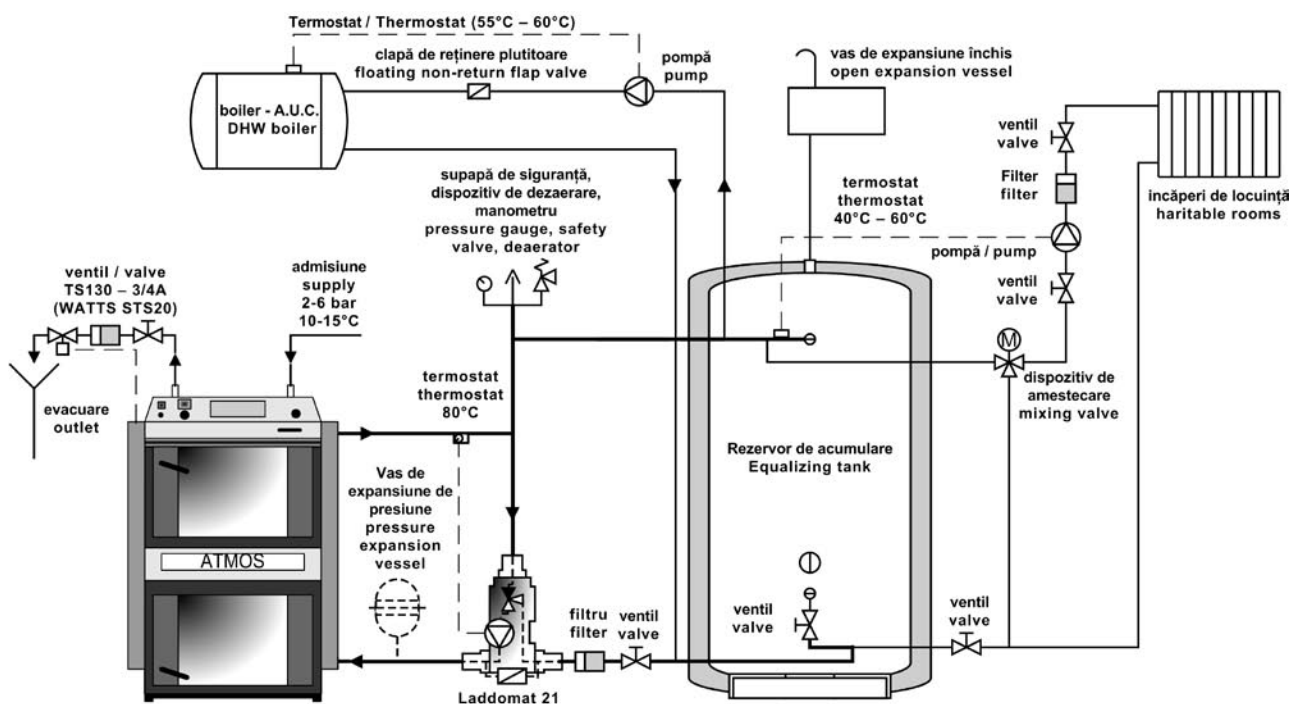 Termostat / Thermostat (55°C – 60°C)
clapă de reținere plutitoare
floating non-return flap valve
pompă
pump
vas de expansiune închis
open expansion vessel
boiler - A.U.C.
DHW boiler
ventil
valve
Filter
filter
supapă de siguranță,
dispozitiv de dezaerare,
manometru
pressure gauge, safety
valve, deaerator
termostat
thermostat
40°C – 60°C
încăperi de locuință
haritable rooms
pompă / pump
ventil / valve
TS130 – 3/4A
(WATTS STS20)
admisiune
supply
2-6 bar
10-15°C
ventil
valve
M
dispozitiv de
amestecare
mixing valve
termostat
thermostat
80°C
evacuare
outlet
Rezervor de acumulare
Equalizing tank
Vas de
expansiune de
presiune
pressure
expansion
vessel
ATMOS
filtru
filter
ventil
valve
ventil
valve
ventil
valve
Laddomat 21